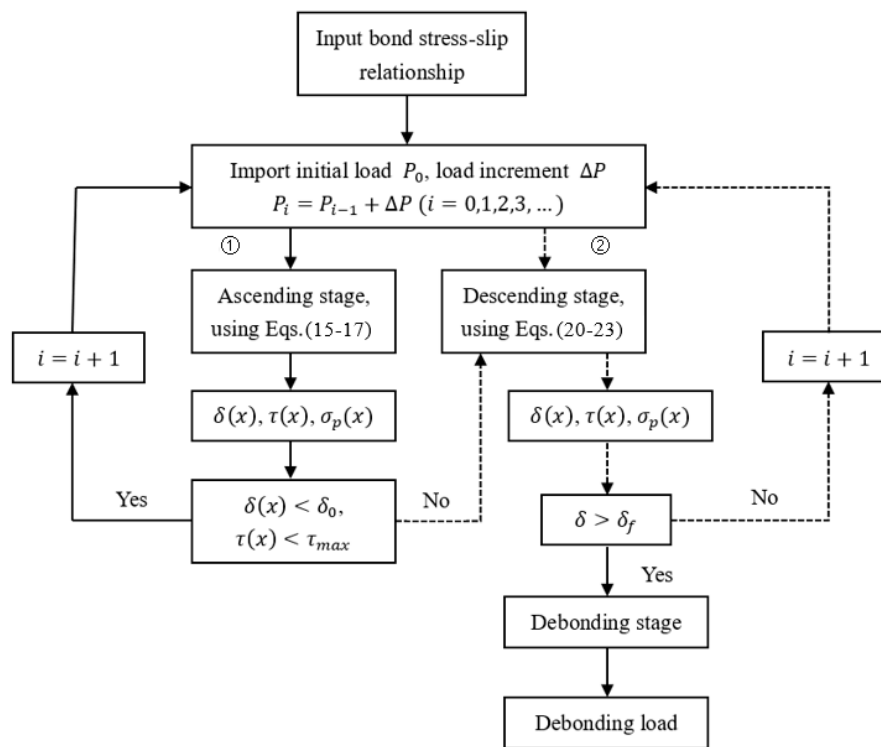 Input bond stress-slip
relationship
Import initial load P₀, load increment ΔP
Pᵢ = Pᵢ₋₁ + ΔP (i = 0,1,2,3, …)
①
②
Ascending stage,
using Eqs.(15-17)
Descending stage,
using Eqs.(20-23)
i = i + 1
i = i + 1
δ(x), τ(x), σₚ(x)
δ(x), τ(x), σₚ(x)
Yes
δ(x) < δ₀,
τ(x) < τₘₐₓ
No
δ > δ_f
No
Yes
Debonding stage
Debonding load